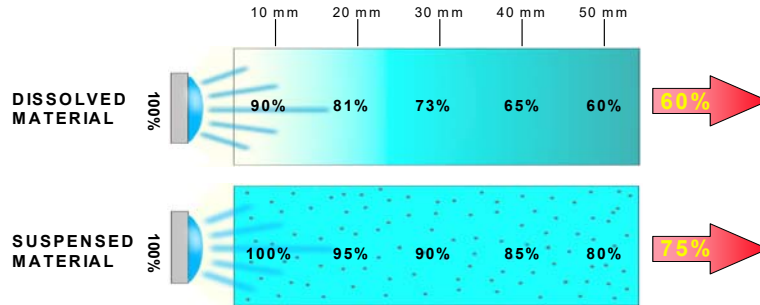 10 mm 20 mm 30 mm 40 mm 50 mm
DISSOLVED
MATERIAL
100%
90% 81% 73% 65% 60%
60%
SUSPENSED
MATERIAL
100%
100% 95% 90% 85% 80%
75%